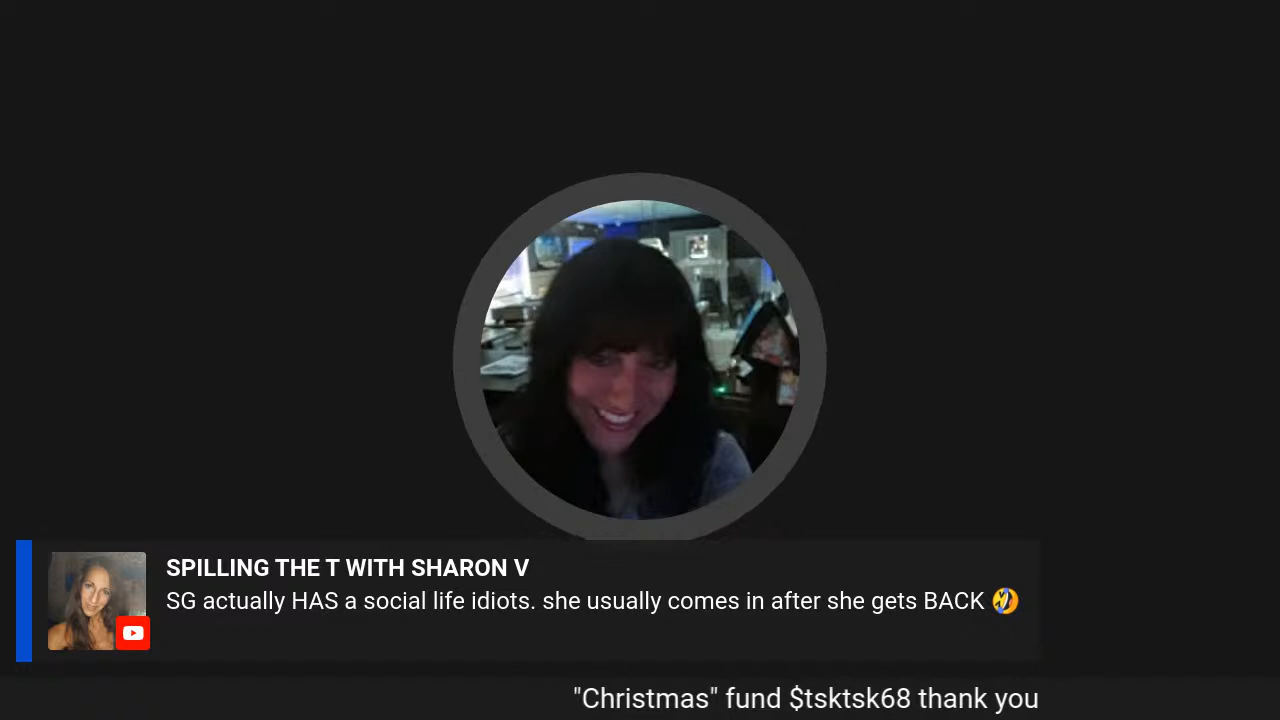 SPILLING THE T WITH SHARON V
SG actually HAS a social life idiots. she usually comes in after she gets BACK 🤣
"Christmas" fund $tsktsk68 thank you